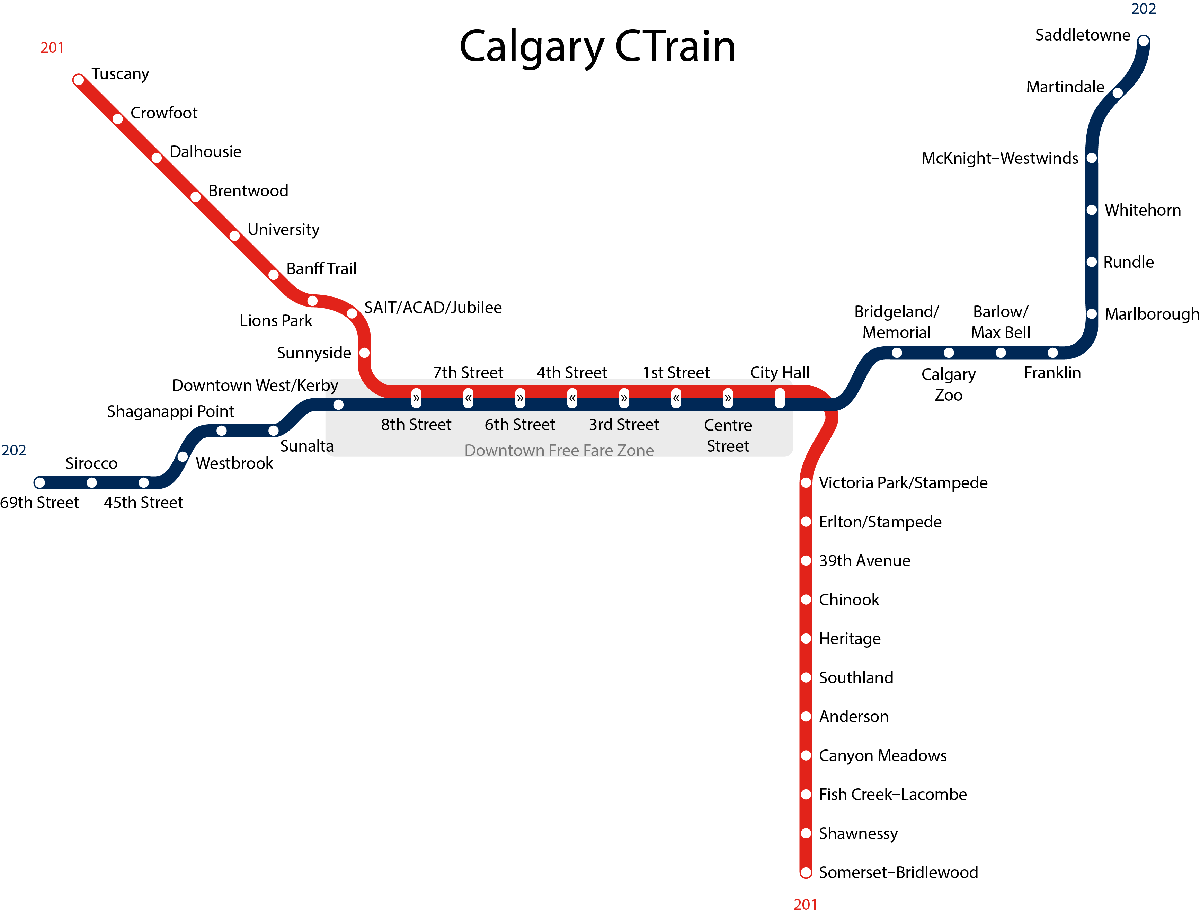 Calgary CTrain
201
Tuscany
Crowfoot
Dalhousie
Brentwood
University
Banff Trail
Lions Park
SAIT/ACAD/Jubilee
Sunnyside
202
Saddletowne
Martindale
McKnight–Westwinds
Whitehorn
Rundle
Marlborough
Bridgeland/
Memorial
Barlow/
Max Bell
Calgary
Zoo
Franklin
Downtown West/Kerby
7th Street
4th Street
1st Street
City Hall
» « » « » « »
8th Street
6th Street
3rd Street
Centre
Street
Downtown Free Fare Zone
Shaganappi Point
Sunalta
202
Sirocco
Westbrook
69th Street
45th Street
Victoria Park/Stampede
Erlton/Stampede
39th Avenue
Chinook
Heritage
Southland
Anderson
Canyon Meadows
Fish Creek–Lacombe
Shawnessy
Somerset–Bridlewood
201